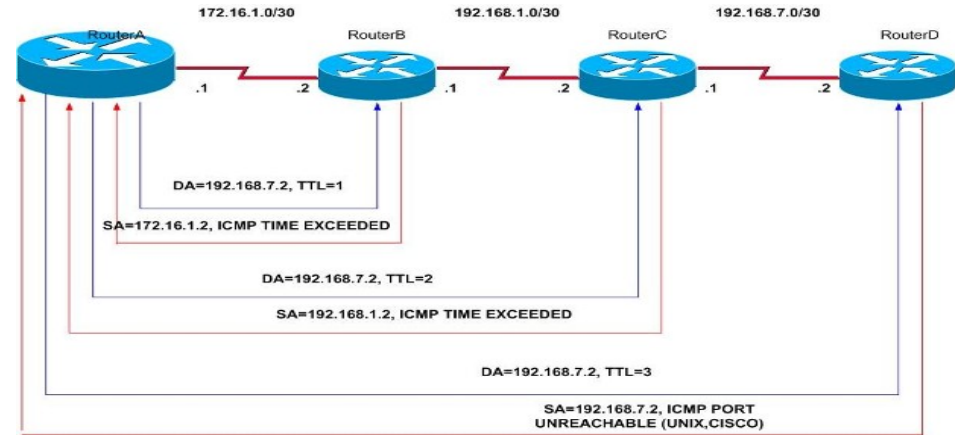 172.16.1.0/30
192.168.1.0/30
192.168.7.0/30
RouterA
RouterB
RouterC
RouterD
.1
.2
.1
.2
.1
.2
DA=192.168.7.2, TTL=1
SA=172.16.1.2, ICMP TIME EXCEEDED
DA=192.168.7.2, TTL=2
SA=192.168.1.2, ICMP TIME EXCEEDED
DA=192.168.7.2, TTL=3
SA=192.168.7.2, ICMP PORT
UNREACHABLE (UNIX,CISCO)